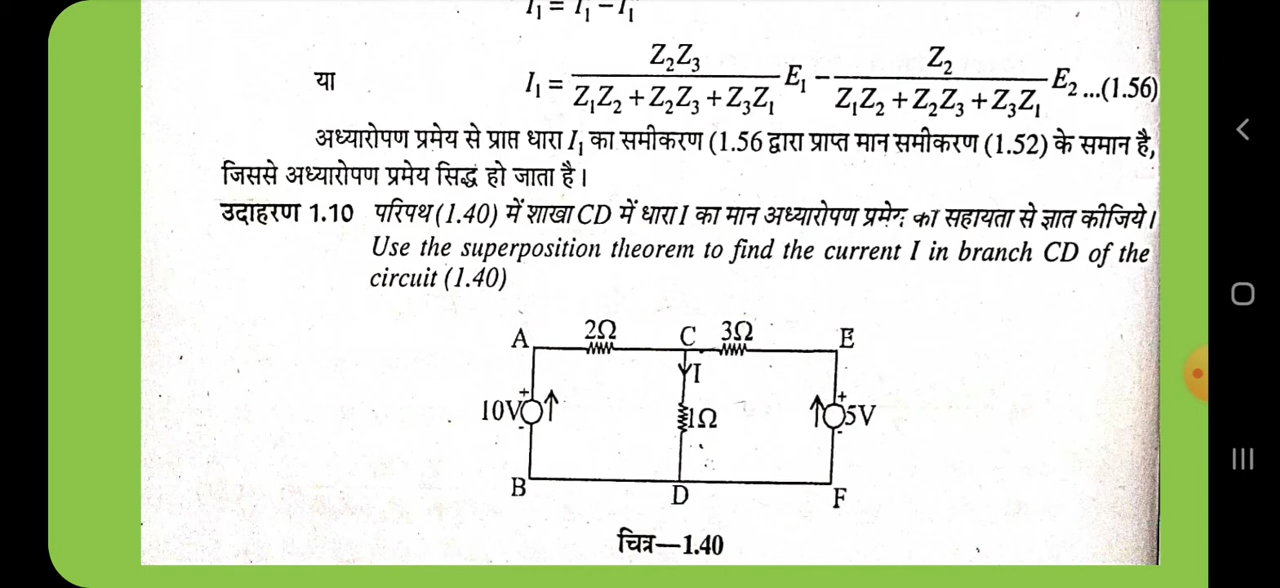 I₁ = I₁ − I₁
या I₁ = Z₂Z₃ / (Z₁Z₂ + Z₂Z₃ + Z₃Z₁) E₁ − Z₂ / (Z₁Z₂ + Z₂Z₃ + Z₃Z₁) E₂ ...(1.56)
अध्यारोपण प्रमेय से प्राप्त धारा I₁ का समीकरण (1.56 द्वारा प्राप्त मान समीकरण (1.52) के समान है,
जिससे अध्यारोपण प्रमेय सिद्ध हो जाता है।
उदाहरण 1.10 परिपथ (1.40) में शाखा CD में धारा I का मान अध्यारोपण सहायता से ज्ञात कीजिये।
Use the superposition theorem to find the current I in branch CD of the
circuit (1.40)
A 2Ω C 3Ω E
I
10V + - 1Ω + - 5V
B D F
चित्र—1.40